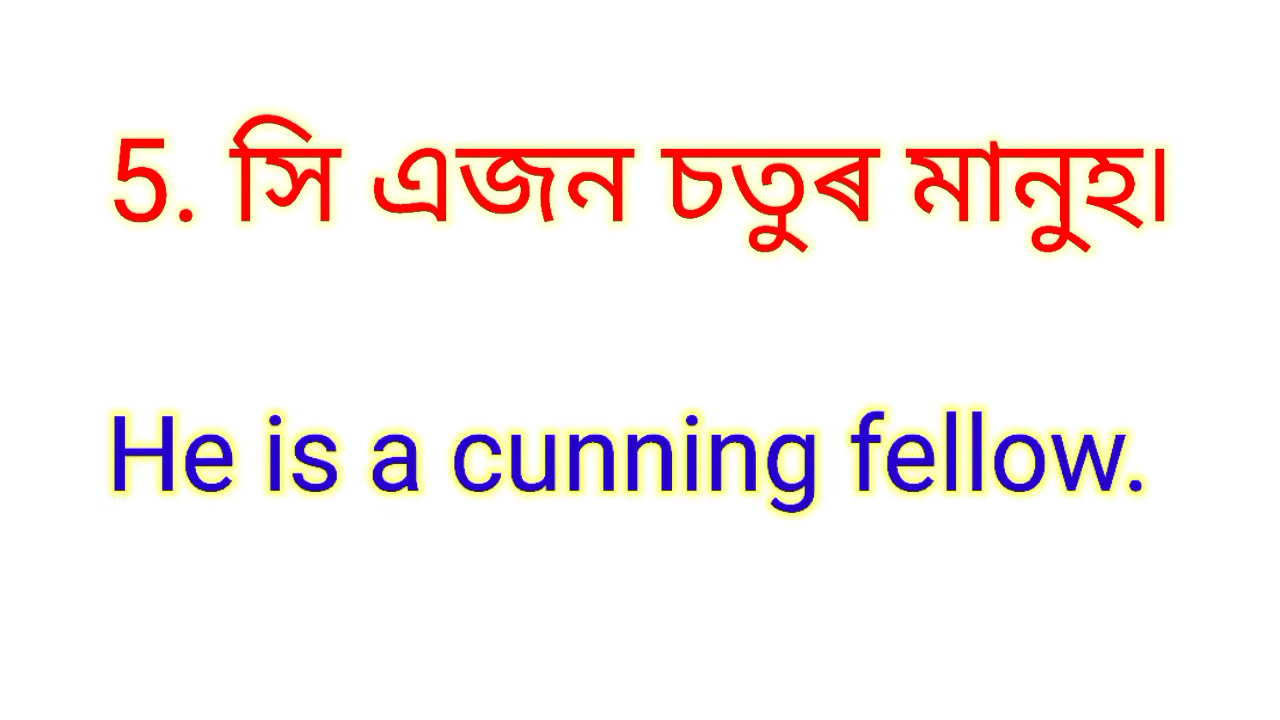 5. সি এজন চতুৰ মানুহ।
He is a cunning fellow.